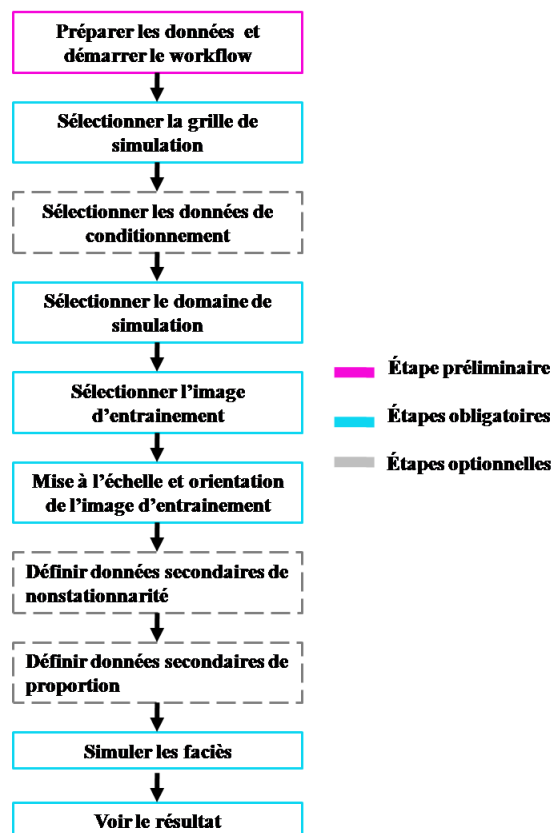 Préparer les données et
démarrer le workflow
Sélectionner la grille de
simulation
Sélectionner les données de
conditionnement
Sélectionner le domaine de
simulation
Sélectionner l'image
d'entrainement
Mise à l'échelle et orientation
de l'image d'entrainement
Définir données secondaires de
nonstationnarité
Définir données secondaires de
proportion
Simuler les faciès
Voir le résultat
Étape préliminaire
Étapes obligatoires
Étapes optionnelles